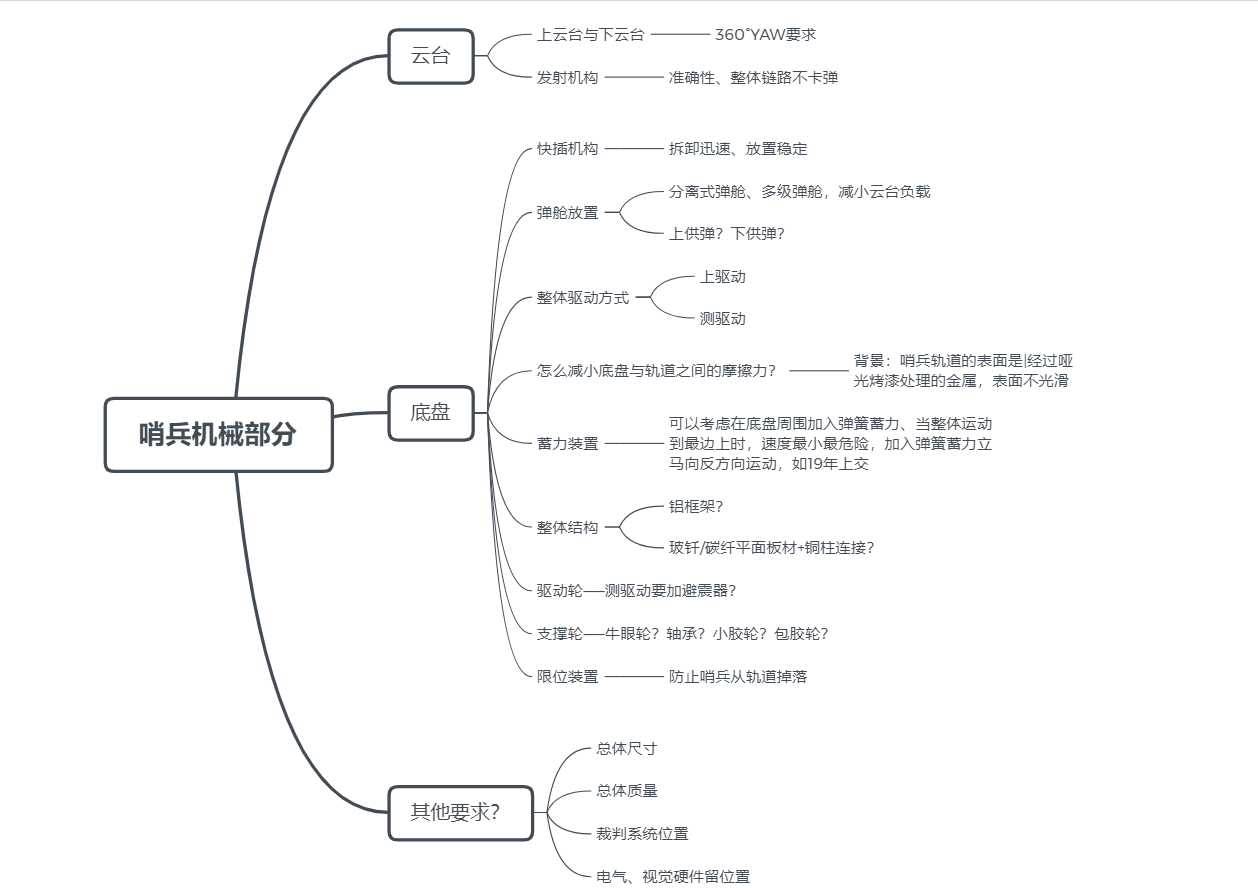 哨兵机械部分
云台
上云台与下云台
360°YAW要求
发射机构
准确性、整体链路不卡弹
底盘
快插机构
拆卸迅速、放置稳定
弹舱放置
分离式弹舱、多级弹舱，减小云台负载
上供弹？下供弹？
整体驱动方式
上驱动
测驱动
怎么减小底盘与轨道之间的摩擦力？
背景：哨兵轨道的表面是|经过哑
光烤漆处理的金属，表面不光滑
蓄力装置
可以考虑在底盘周围加入弹簧蓄力、当整体运动
到最边上时，速度最小最危险，加入弹簧蓄力立
马向反方向运动，如19年上交
整体结构
铝框架？
玻钎/碳纤平面板材+铜柱连接？
驱动轮
测驱动要加避震器？
支撑轮
牛眼轮？轴承？小胶轮？包胶轮？
限位装置
防止哨兵从轨道掉落
其他要求？
总体尺寸
总体质量
裁判系统位置
电气、视觉硬件留位置